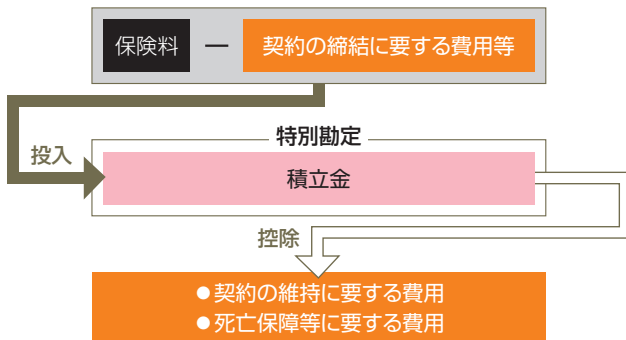 保険料 ー 契約の締結に要する費用等
特別勘定
投入
積立金
控除
●契約の維持に要する費用
●死亡保障等に要する費用